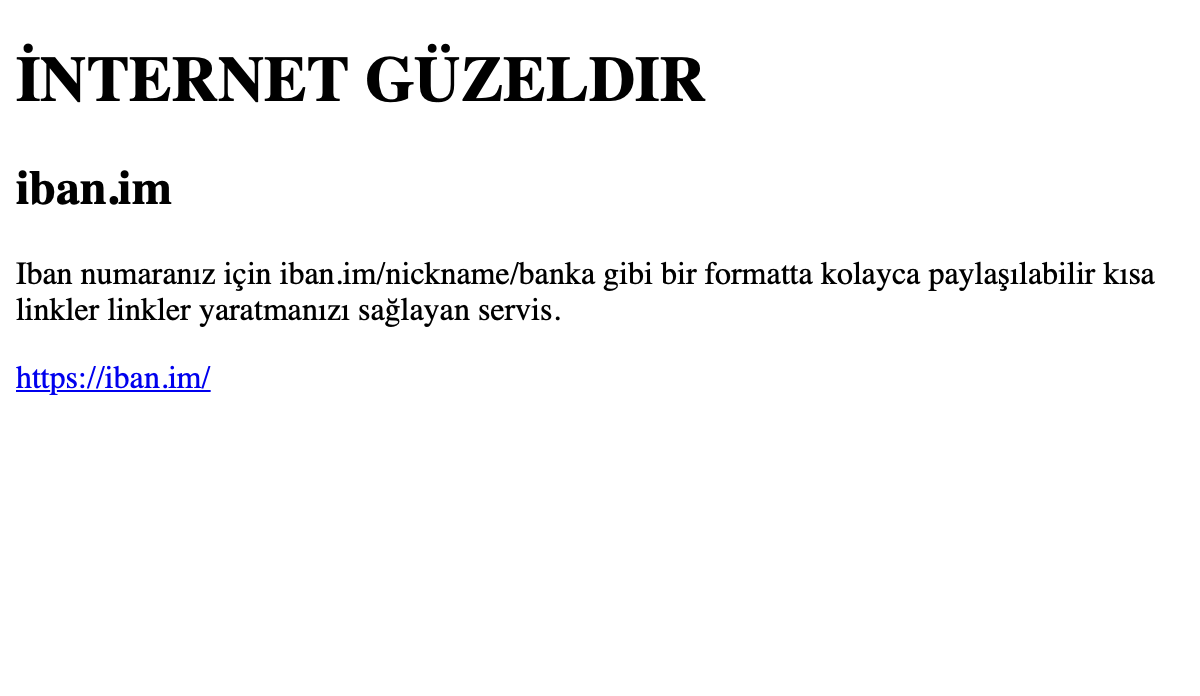 İNTERNET GÜZELDIR
iban.im
Iban numaranız için iban.im/nickname/banka gibi bir formatta kolayca paylaşılabilir kısa
linkler linkler yaratmanızı sağlayan servis.
https://iban.im/